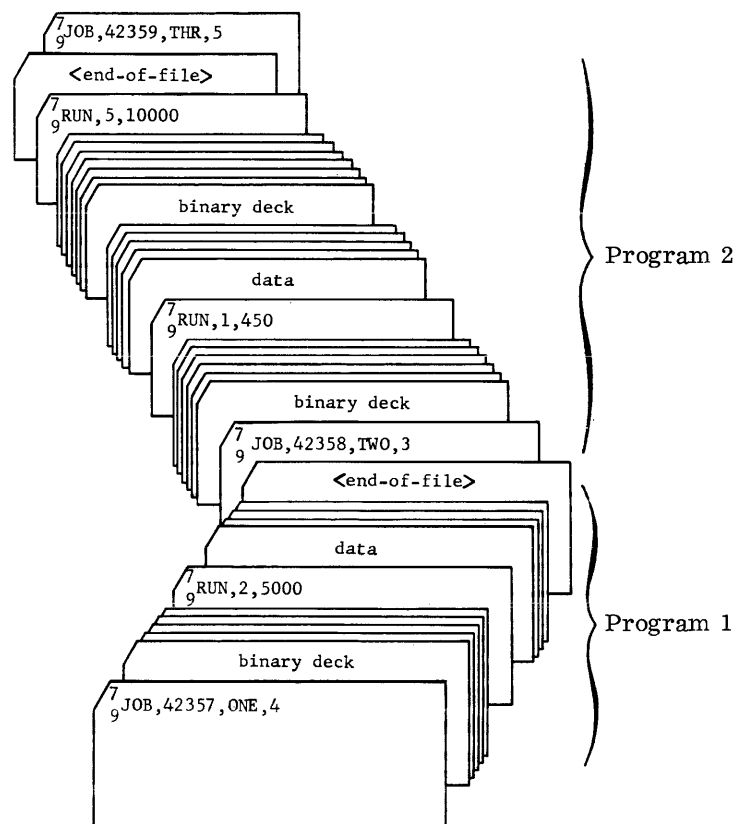 7
9JOB,42359,THR,5
<end-of-file>
7
9RUN,5,10000
binary deck
Program 2
data
7
9RUN,1,450
binary deck
7
9 JOB,42358,TWO,3
<end-of-file>
data
7
9RUN,2,5000
Program 1
binary deck
7
9JOB,42357,ONE,4